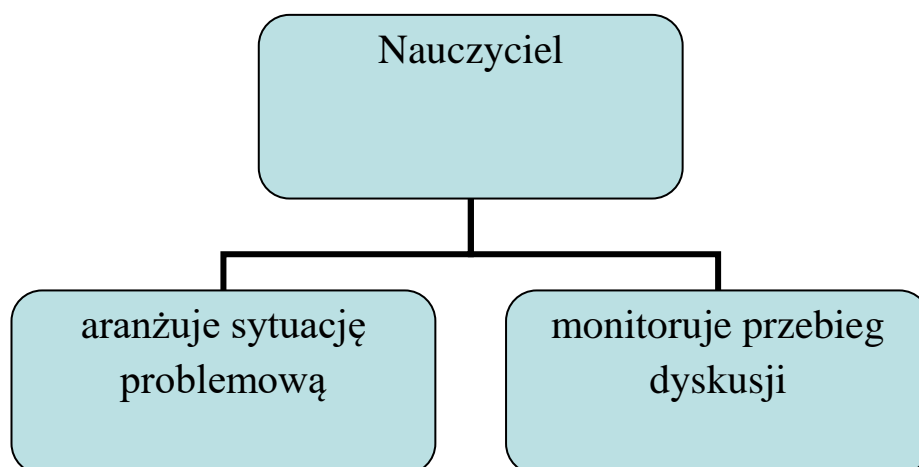 Nauczyciel
aranżuje sytuację
problemową
monitoruje przebieg
dyskusji